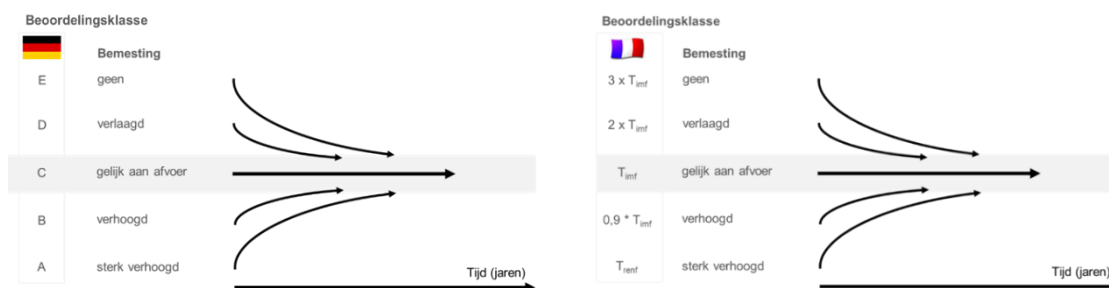 Beoordelingsklasse
Bemesting
E geen
D verlaagd
C gelijk aan afvoer
B verhoogd
A sterk verhoogd
Tijd (jaren)
Beoordelingsklasse
Bemesting
3 x Timf geen
2 x Timf verlaagd
Timf gelijk aan afvoer
0,9 * Timf verhoogd
Trenf sterk verhoogd
Tijd (jaren)